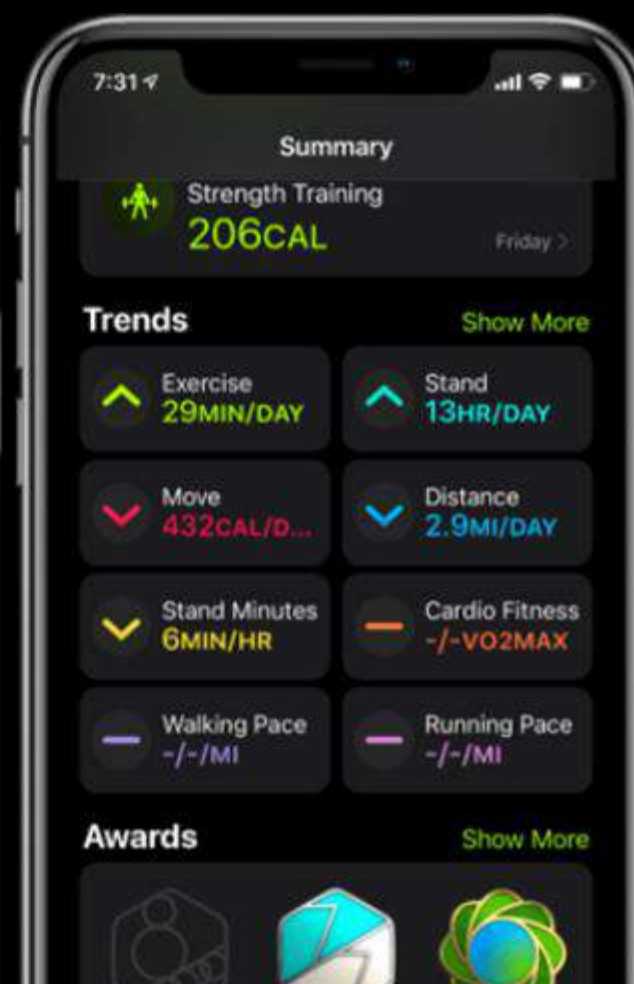 7:31
Summary
Strength Training
206CAL
Friday >
Trends
Show More
Exercise
29MIN/DAY
Stand
13HR/DAY
Move
432CAL/D...
Distance
2.9MI/DAY
Stand Minutes
6MIN/HR
Cardio Fitness
-/-VO2MAX
Walking Pace
-/-/MI
Running Pace
-/-/MI
Awards
Show More